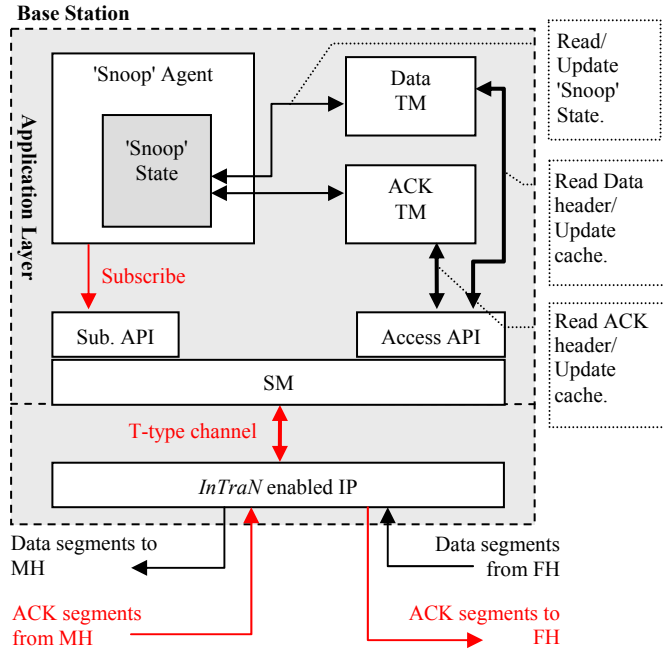 Base Station
'Snoop' Agent
Data
TM
Read/
Update
'Snoop'
State.
Application Layer
'Snoop'
State
ACK
TM
Read Data
header/
Update
cache.
Subscribe
Sub. API
Access API
Read ACK
header/
Update
cache.
SM
T-type channel
InTraN enabled IP
Data segments to
MH
Data segments
from FH
ACK segments
from MH
ACK segments to
FH